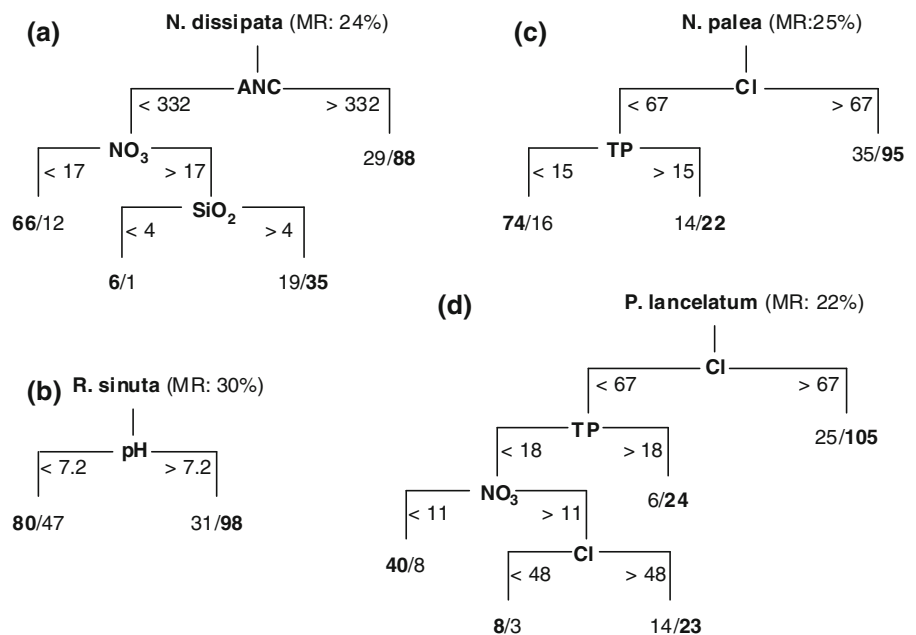 (a)
N. dissipata (MR: 24%)
ANC
< 332
> 332
NO₃
29/88
< 17
> 17
SiO₂
66/12
< 4
> 4
6/1
19/35
(b)
R. sinuta (MR: 30%)
pH
< 7.2
> 7.2
80/47
31/98
(c)
N. palea (MR:25%)
Cl
< 67
> 67
TP
35/95
< 15
> 15
74/16
14/22
(d)
P. lancelatum (MR: 22%)
Cl
< 67
> 67
TP
25/105
< 18
> 18
NO₃
6/24
< 11
> 11
40/8
Cl
< 48
> 48
8/3
14/23